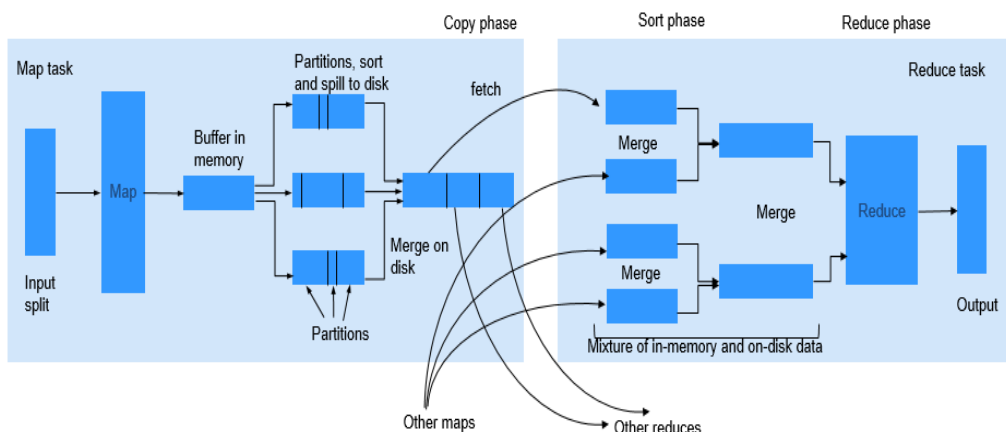 Copy phase
Sort phase
Reduce phase
Map task
Partitions, sort
and spill to disk
fetch
Reduce task
Buffer in
memory
Map
Merge
Merge
Reduce
Merge on
disk
Merge
Input
split
Partitions
Output
Mixture of in-memory and on-disk data
Other maps
Other reduces